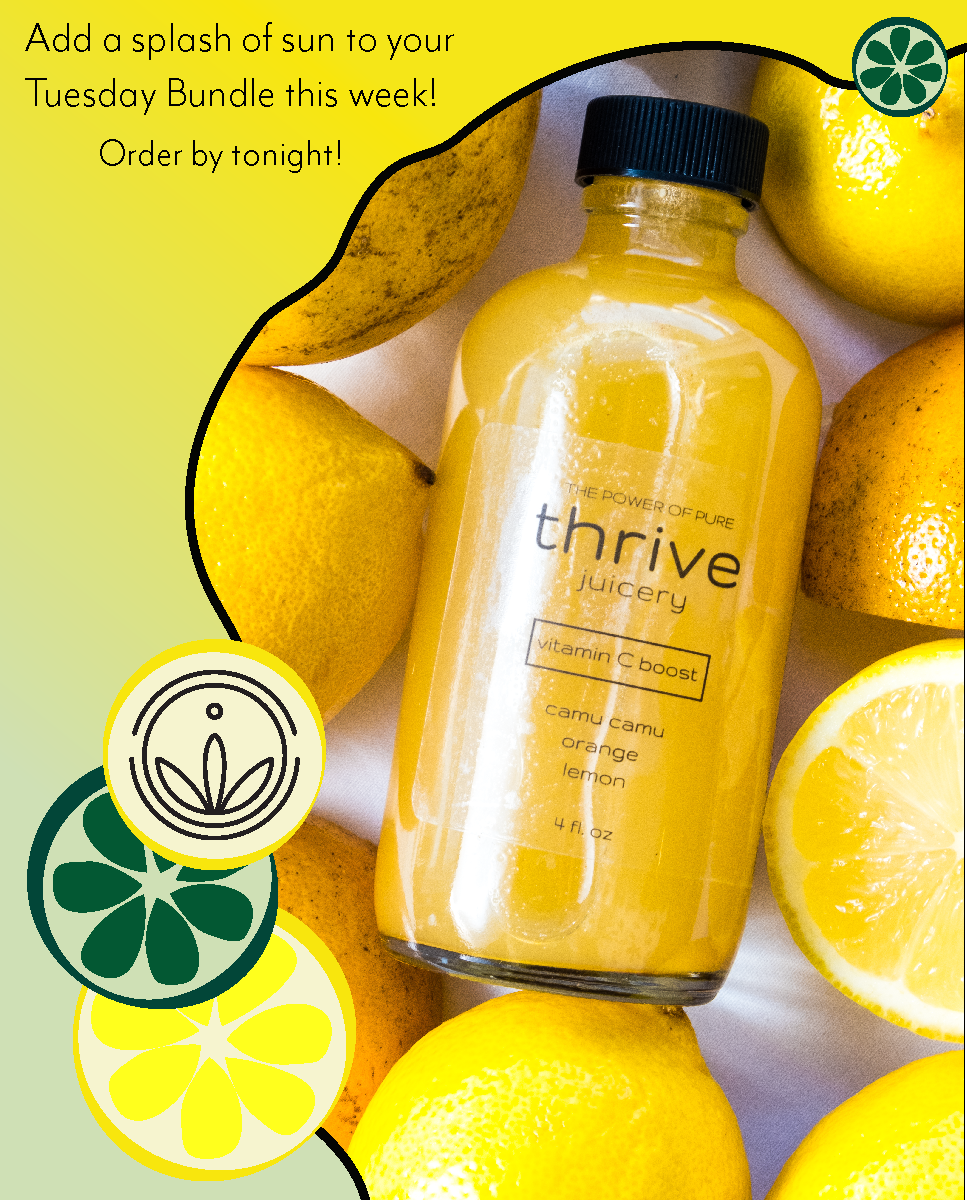 Add a splash of sun to your
Tuesday Bundle this week!
Order by tonight!
THE POWER OF PURE
thrive
juicery
vitamin C boost
camu camu
orange
lemon
4 fl. oz